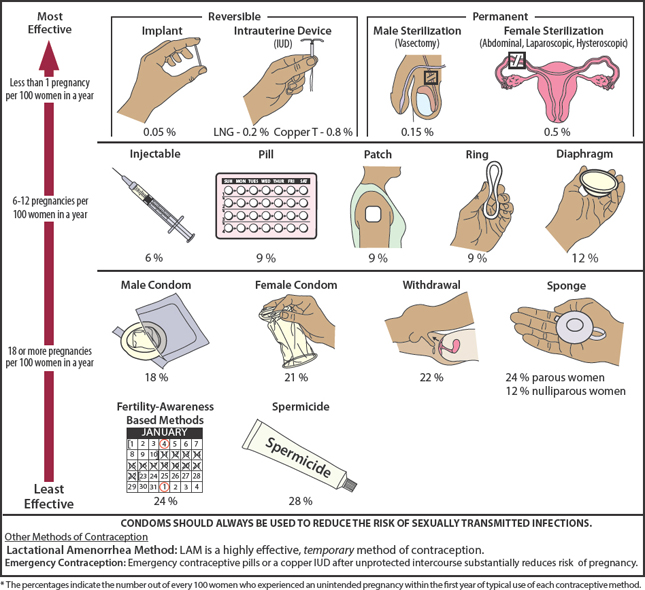 Most
Effective
Less than 1 pregnancy
per 100 women in a year
Reversible
Implant
0.05 %
Intrauterine Device
(IUD)
LNG - 0.2 % Copper T - 0.8 %
Permanent
Male Sterilization
(Vasectomy)
0.15 %
Female Sterilization
(Abdominal, Laparoscopic, Hysteroscopic)
0.5 %
6-12 pregnancies per
100 women in a year
Injectable
6 %
Pill
SUN MON TUES WED THUR FRI SAT
9 %
Patch
9 %
Ring
9 %
Diaphragm
12 %
18 or more pregnancies
per 100 women in a year
Male Condom
18 %
Female Condom
21 %
Withdrawal
22 %
Sponge
24 % parous women
12 % nulliparous women
Fertility-Awareness
Based Methods
JANUARY
1 2 3 4 5 6 7
8 9 10 11 12 13 14
15 16 17 18 19 20 21
22 23 24 25 26 27 28
29 30 31 1 2 3 4
24 %
Spermicide
Spermicide
28 %
Least
Effective
CONDOMS SHOULD ALWAYS BE USED TO REDUCE THE RISK OF SEXUALLY TRANSMITTED INFECTIONS.
Other Methods of Contraception
Lactational Amenorrhea Method: LAM is a highly effective, temporary method of contraception.
Emergency Contraception: Emergency contraceptive pills or a copper IUD after unprotected intercourse substantially reduces risk of pregnancy.
* The percentages indicate the number out of every 100 women who experienced an unintended pregnancy within the first year of typical use of each contraceptive method.